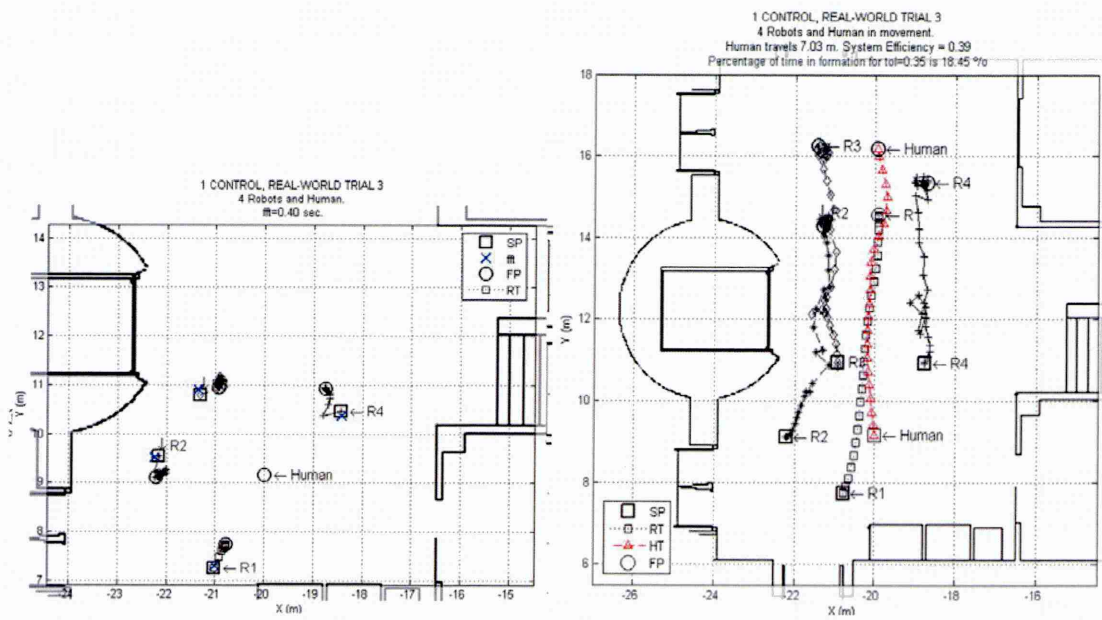 1 CONTROL, REAL-WORLD TRIAL 3
4 Robots and Human.
ffl=0.40 sec.
14
13
12
11
10
9
8
7
Y (m)
-24
-23
-22
-21
-20
-19
-18
-17
-16
-15
X (m)
SP
ffl
FP
RT
R4
R2
Human
R1
1 CONTROL, REAL-WORLD TRIAL 3
4 Robots and Human in movement.
Human travels 7.03 m. System Efficiency = 0.39
Percentage of time in formation for tol=0.35 is 18.45 %
18
16
14
12
10
8
6
Y (m)
-26
-24
-22
-20
-18
-16
X (m)
R3
Human
R4
R2
R1
R4
R2
Human
R1
SP
RT
HT
FP